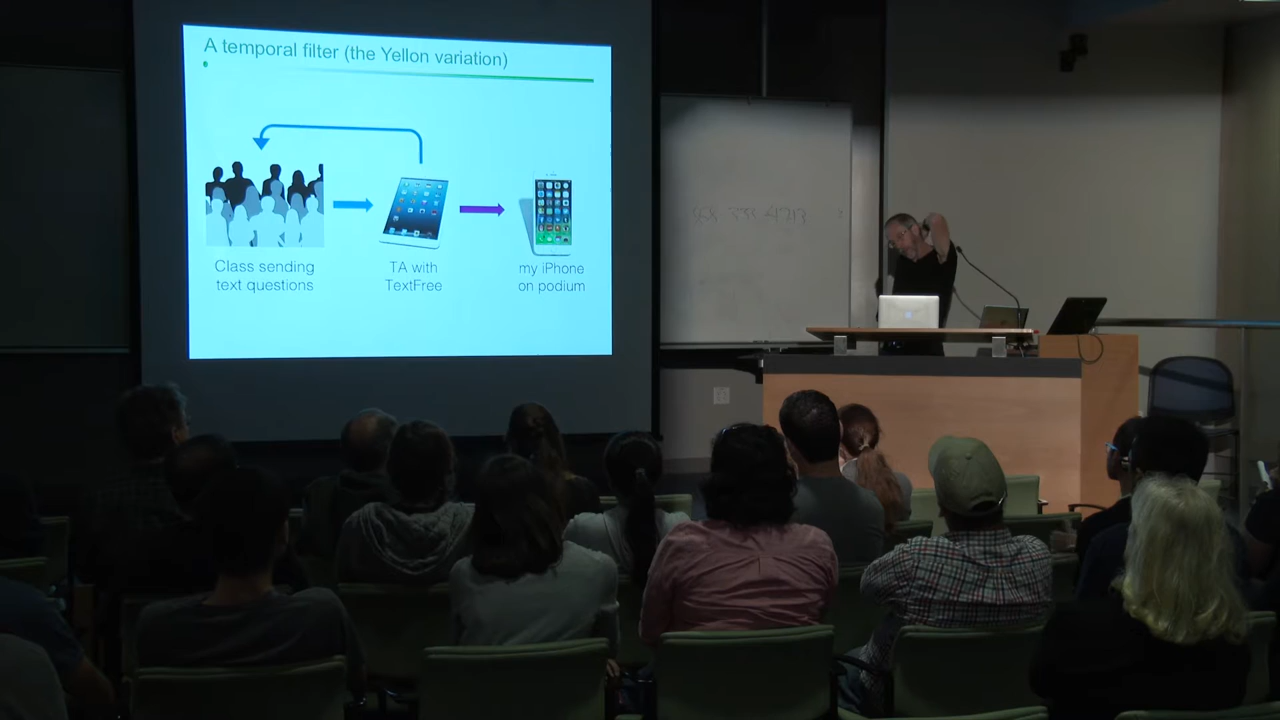 A temporal filter (the Yellon variation)
Class sending
text questions
TA with
TextFree
my iPhone
on podium